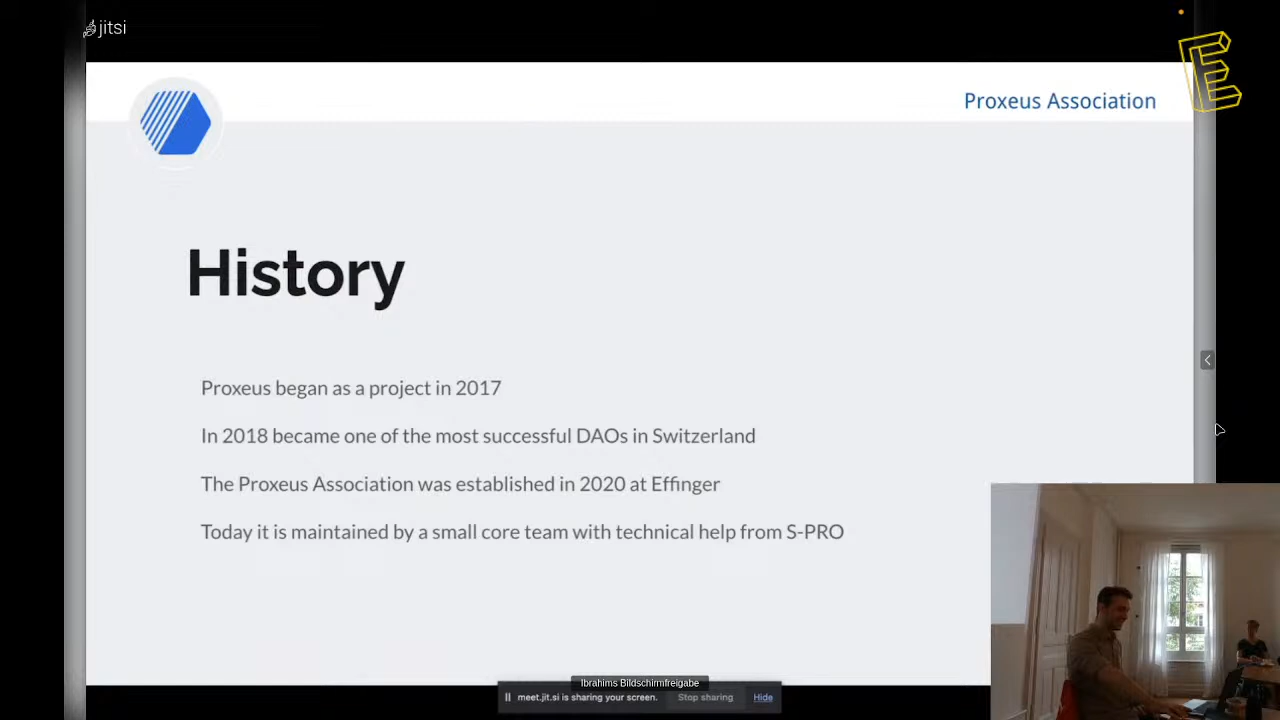 jitsi
E
Proxeus Association
History
Proxeus began as a project in 2017
In 2018 became one of the most successful DAOs in Switzerland
The Proxeus Association was established in 2020 at Effinger
Today it is maintained by a small core team with technical help from S-PRO
Ibrahims Bildschirmfreigabe
meet.jit.si is sharing your screen. Stop sharing Hide